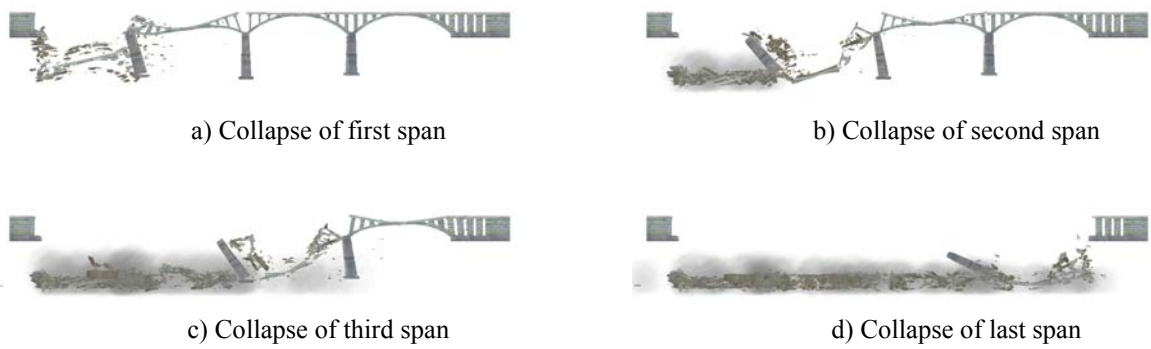 a) Collapse of first span
b) Collapse of second span
c) Collapse of third span
d) Collapse of last span